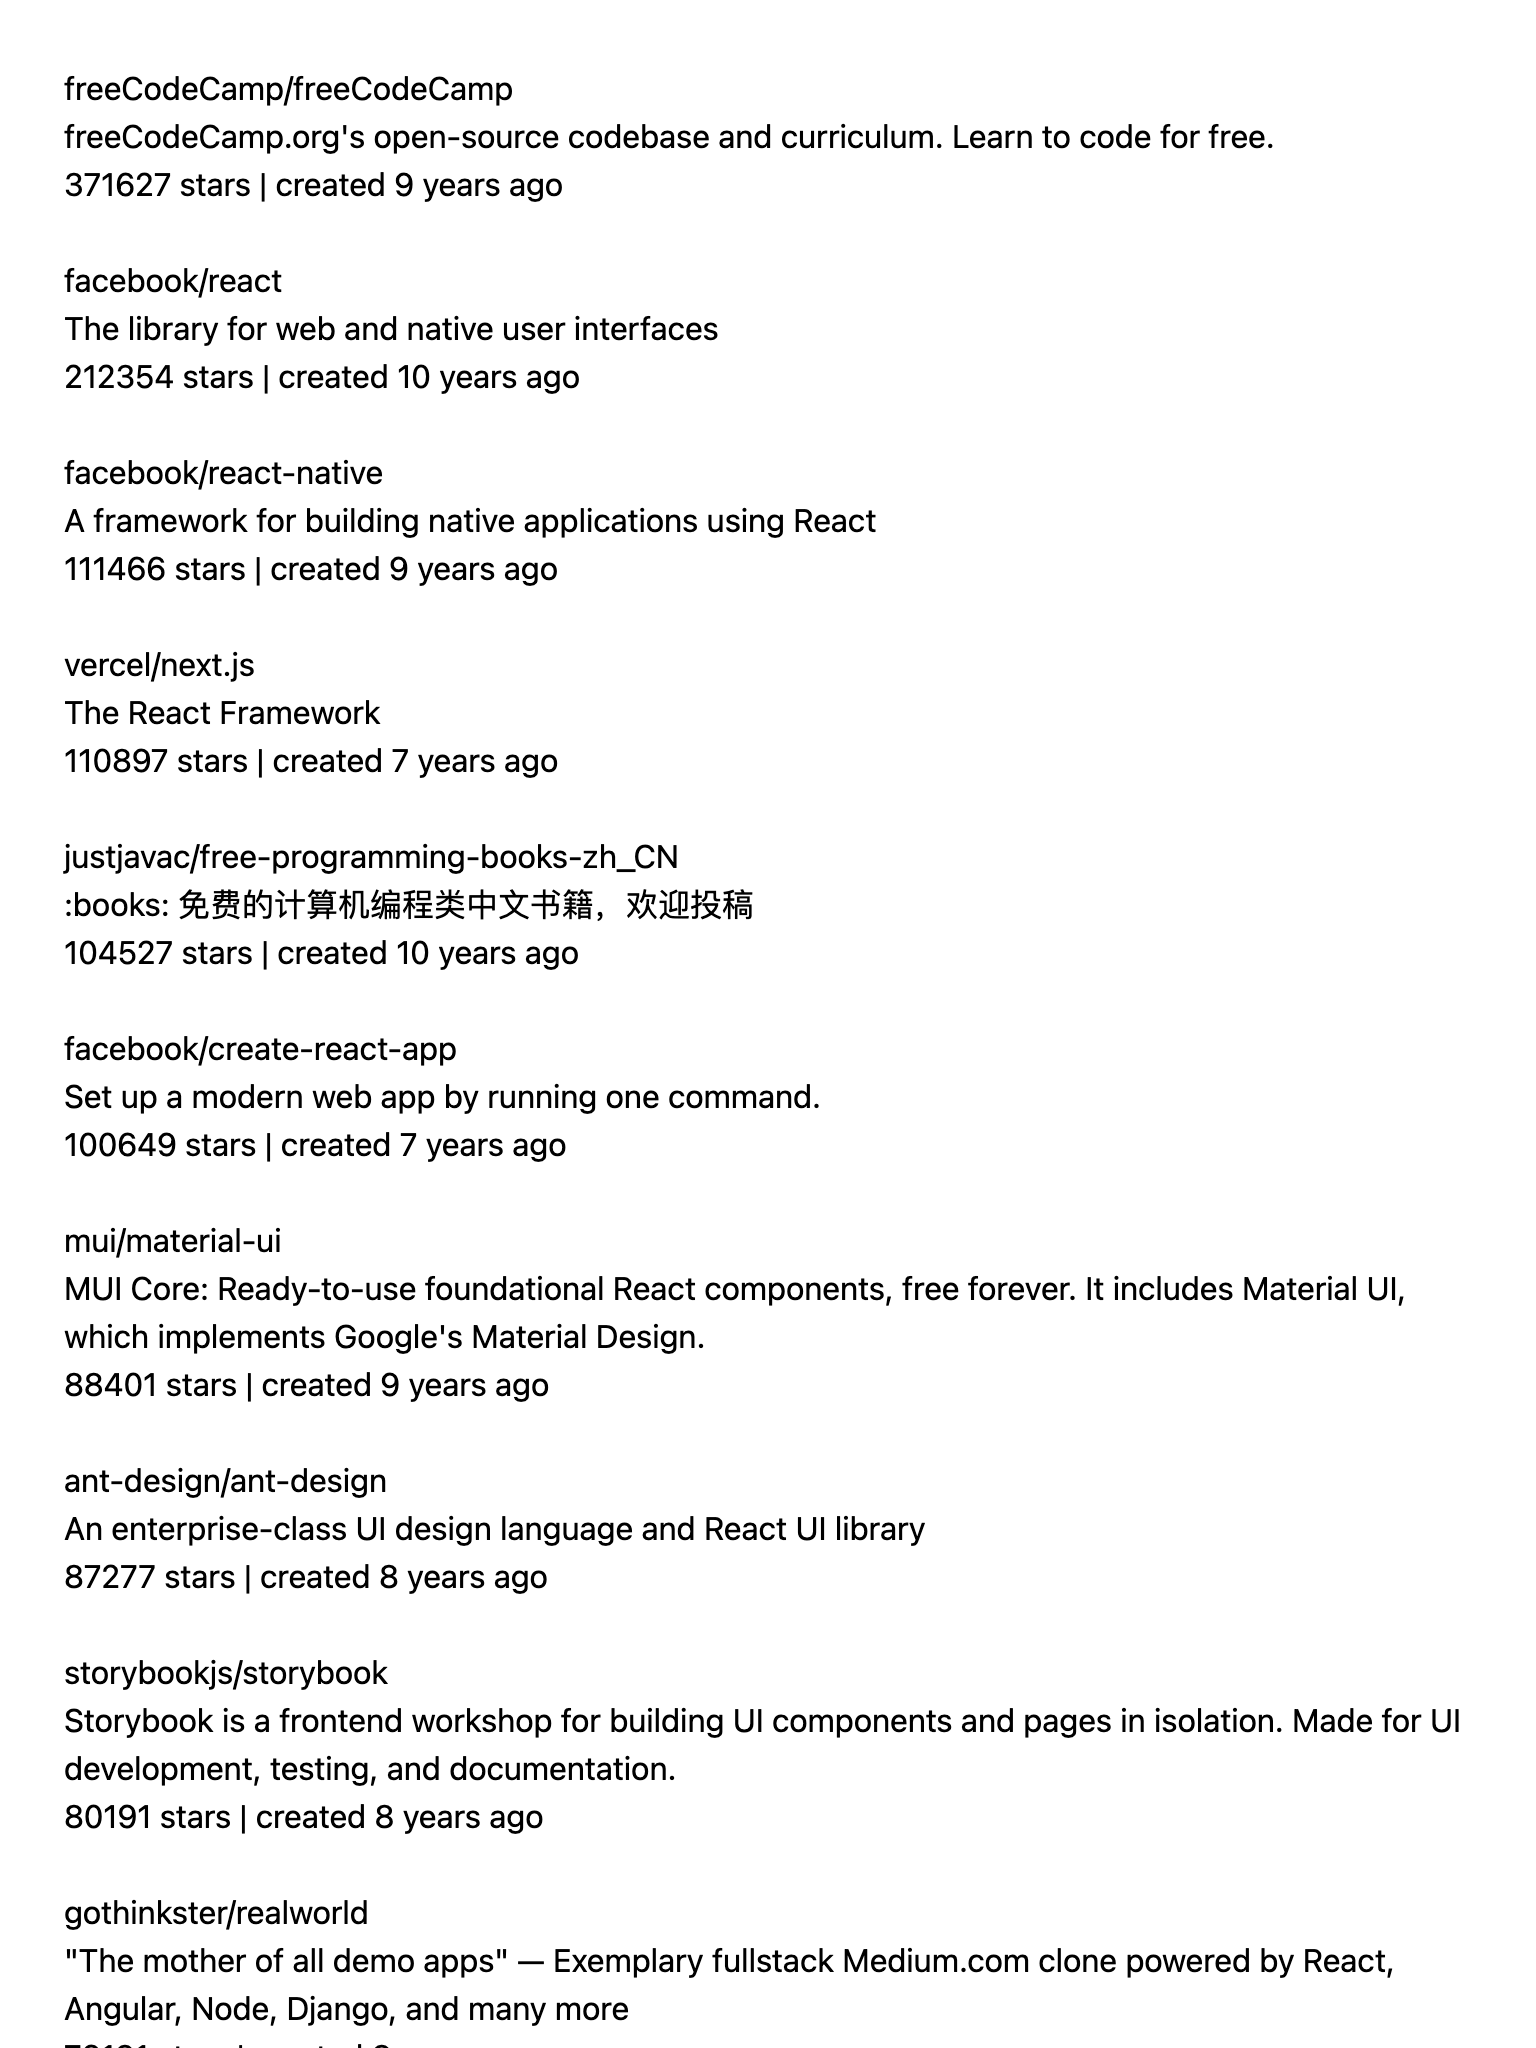 freeCodeCamp/freeCodeCamp
freeCodeCamp.org's open-source codebase and curriculum. Learn to code for free.
371627 stars | created 9 years ago
facebook/react
The library for web and native user interfaces
212354 stars | created 10 years ago
facebook/react-native
A framework for building native applications using React
111466 stars | created 9 years ago
vercel/next.js
The React Framework
110897 stars | created 7 years ago
justjavac/free-programming-books-zh_CN
:books: 免费的计算机编程类中文书籍，欢迎投稿
104527 stars | created 10 years ago
facebook/create-react-app
Set up a modern web app by running one command.
100649 stars | created 7 years ago
mui/material-ui
MUI Core: Ready-to-use foundational React components, free forever. It includes Material UI,
which implements Google's Material Design.
88401 stars | created 9 years ago
ant-design/ant-design
An enterprise-class UI design language and React UI library
87277 stars | created 8 years ago
storybookjs/storybook
Storybook is a frontend workshop for building UI components and pages in isolation. Made for UI
development, testing, and documentation.
80191 stars | created 8 years ago
gothinkster/realworld
"The mother of all demo apps" — Exemplary fullstack Medium.com clone powered by React,
Angular, Node, Django, and many more